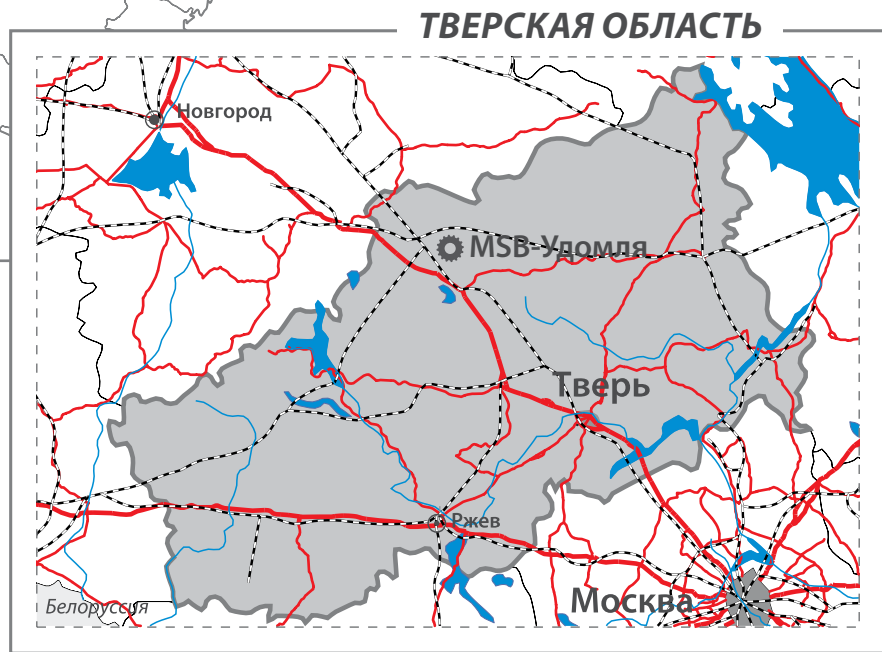 ТВЕРСКАЯ ОБЛАСТЬ
Новгород
MSB-Удомля
Тверь
Ржев
Москва
Белоруссия